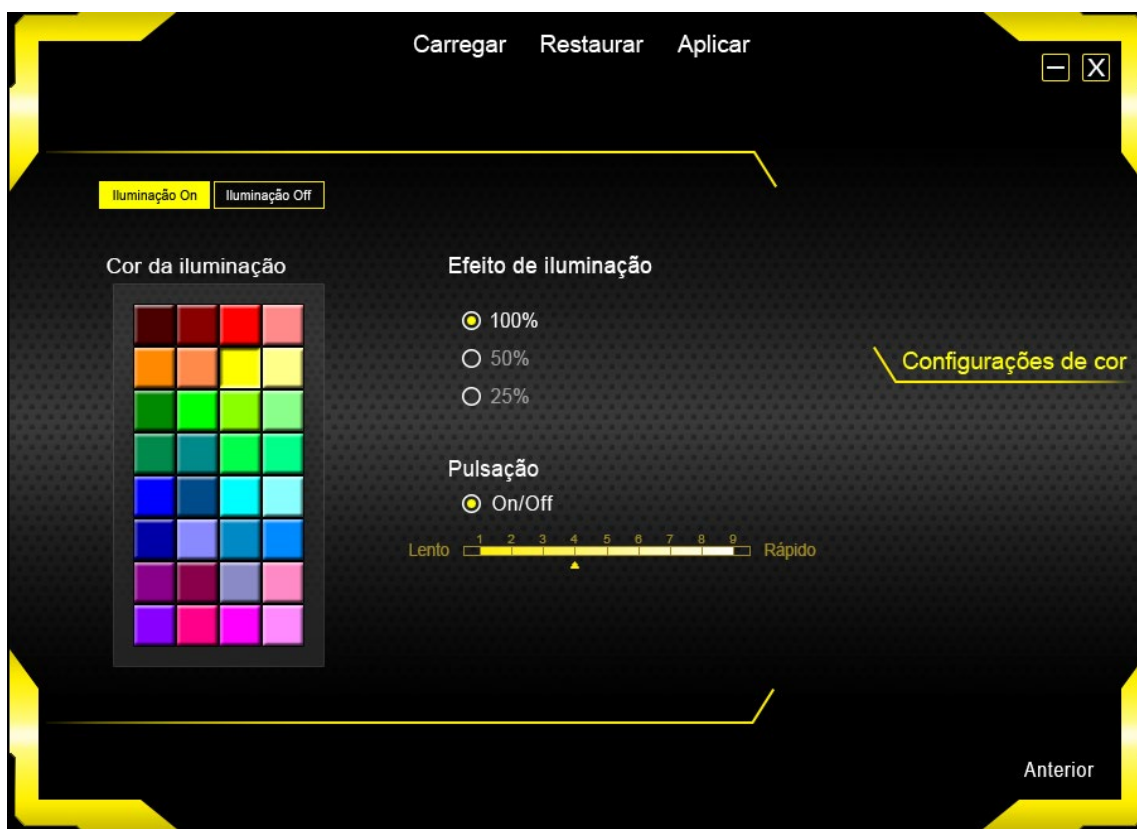 Carregar Restaurar Aplicar
Iluminação On Iluminação Off
Cor da iluminação
Efeito de iluminação
100%
50%
25%
Configurações de cor
Pulsação
On/Off
1 2 3 4 5 6 7 8 9
Lento Rápido
Anterior